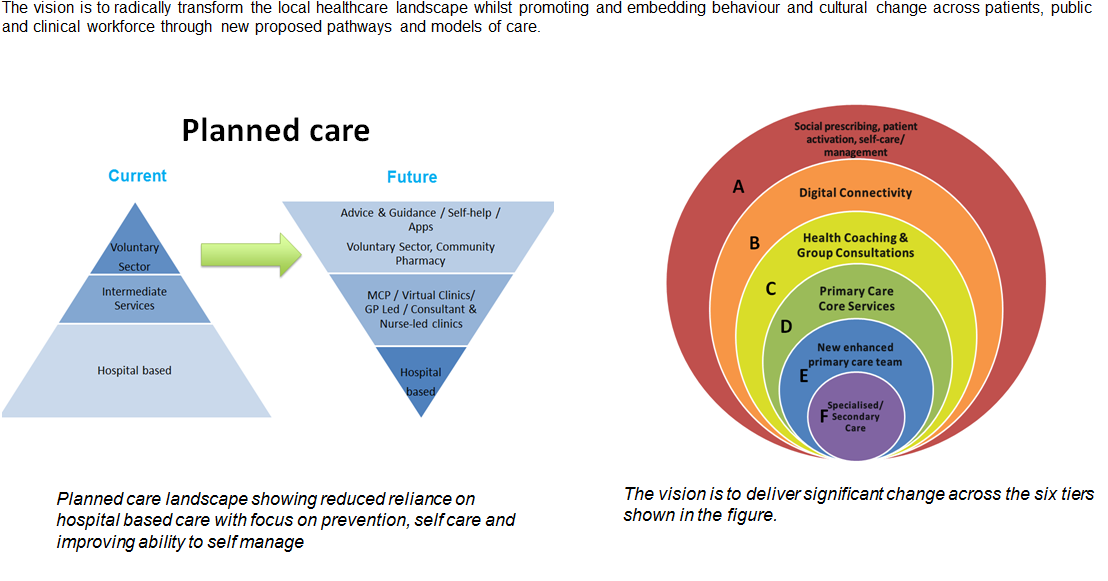 The vision is to radically transform the local healthcare landscape whilst promoting and embedding behaviour and cultural change across patients, public
and clinical workforce through new proposed pathways and models of care.
Planned care
Current
Voluntary
Sector
Intermediate
Services
Hospital based
Future
Advice & Guidance / Self-help /
Apps
Voluntary Sector, Community
Pharmacy
MCP / Virtual Clinics/
GP Led / Consultant &
Nurse-led clinics
Hospital
based
Planned care landscape showing reduced reliance on
hospital based care with focus on prevention, self care and
improving ability to self manage
Social prescribing, patient
activation, self-care/
management
A
Digital Connectivity
B
Health Coaching &
Group Consultations
C
Primary Care
Core Services
D
New enhanced
primary care team
E
Specialised/
F Secondary
Care
The vision is to deliver significant change across the six tiers
shown in the figure.